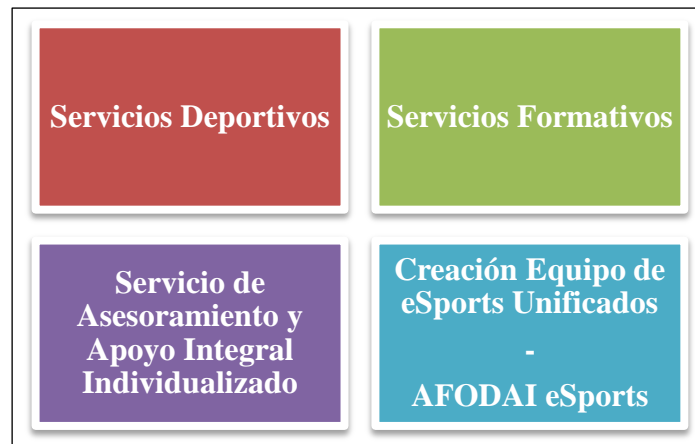 Servicios Deportivos
Servicios Formativos
Servicio de
Asesoramiento y
Apoyo Integral
Individualizado
Creación Equipo de
eSports Unificados
-
AFODAI eSports